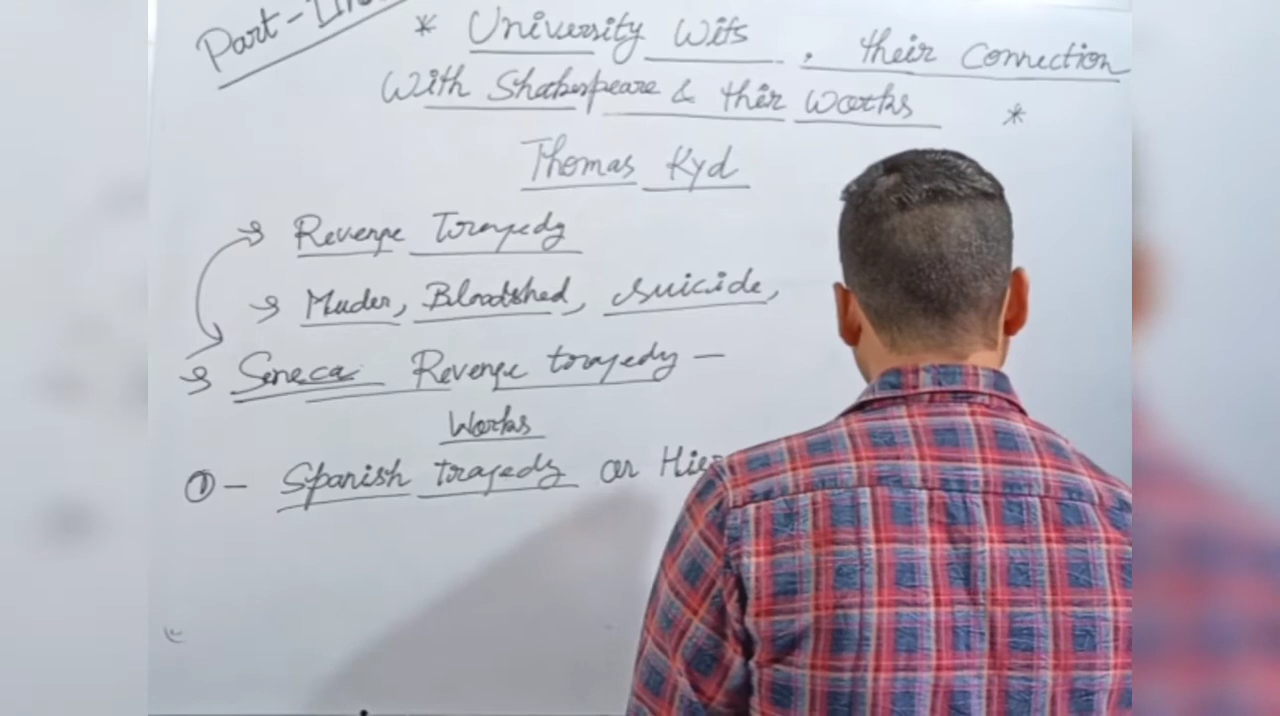 Part-
* University Wits, their Connection
With Shakespeare & their Works *
Thomas Kyd
→ Revenge Tragedy
→ Muder, Bloodshed, suicide,
→ Seneca Revenge tragedy –
Works
① – Spanish tragedy or Hie